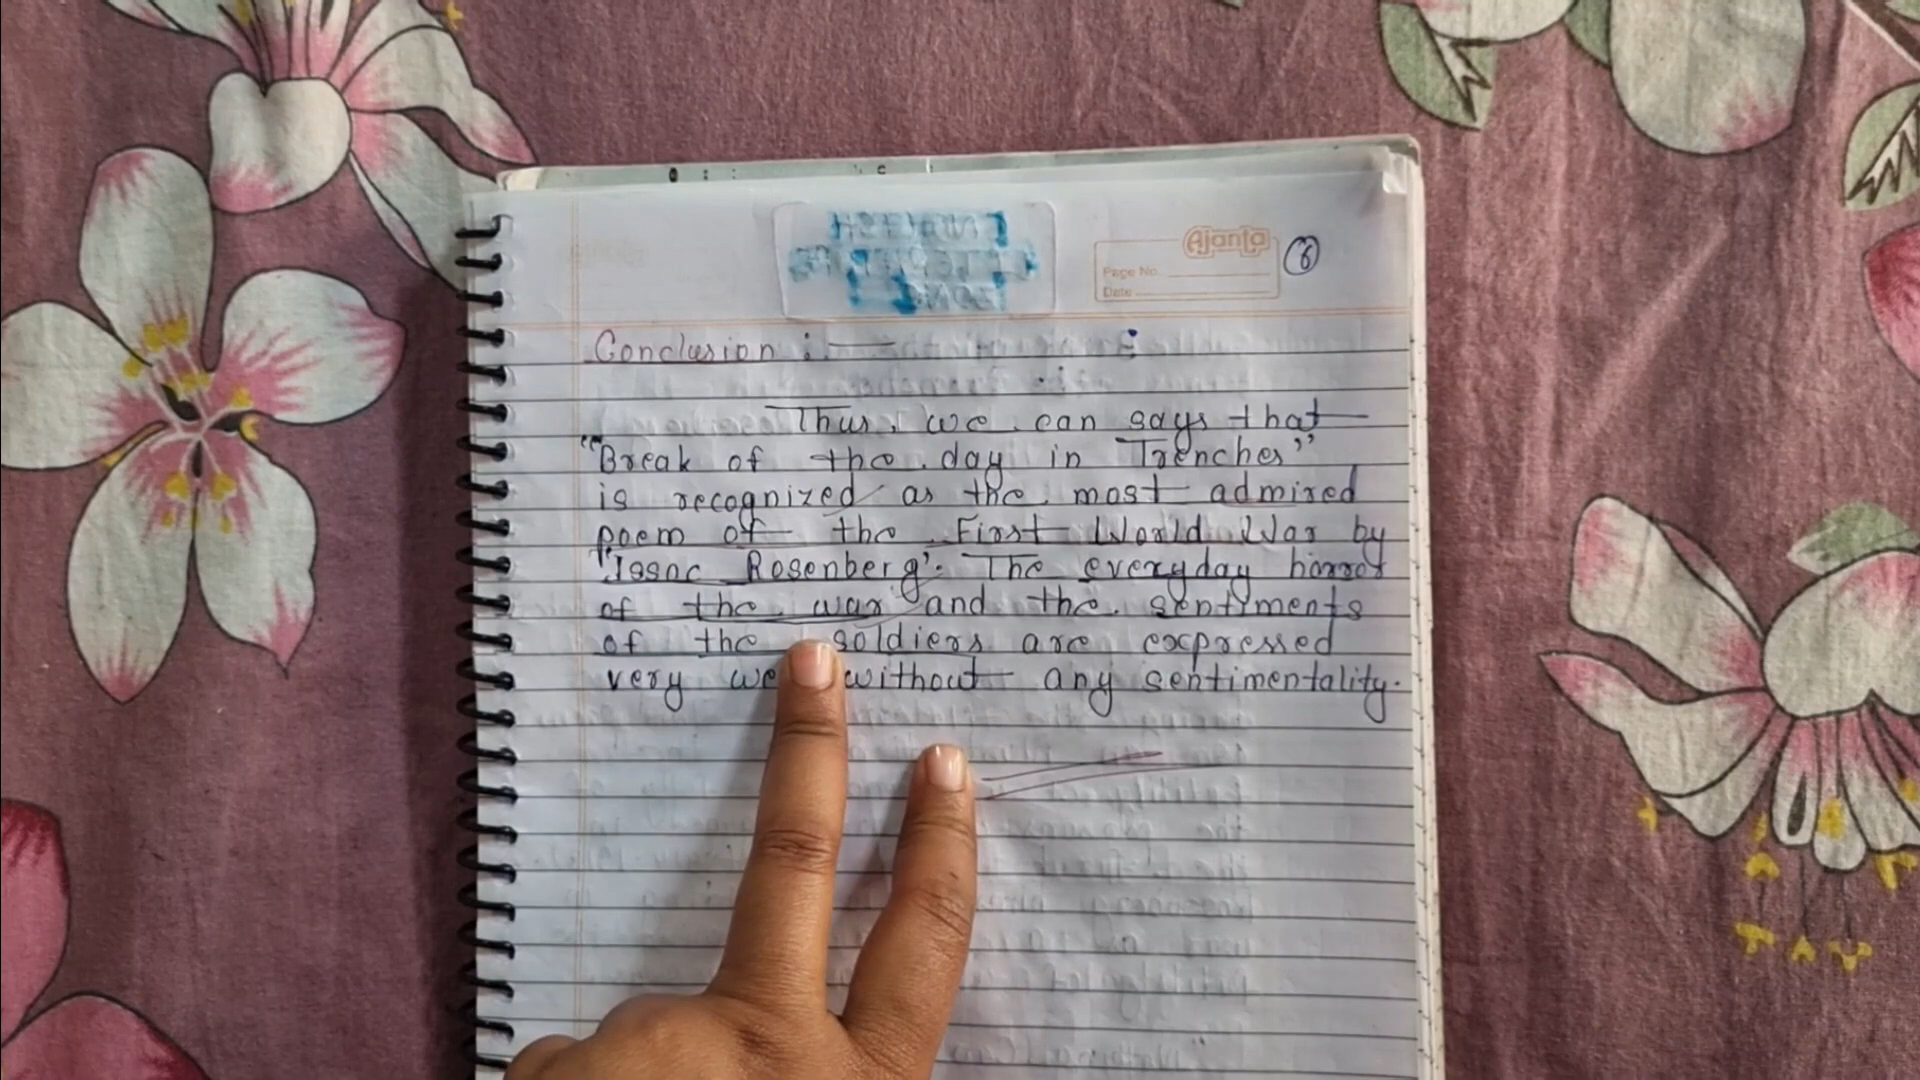 Ajanta
Page No.
Date
6
Conclusion :
Thus, we can says that
"Break of the day in Trenches"
is recognized as the most admired
poem of the First World War by
"Issac Rosenberg". The everyday horror
of the war and the sentiments
of the soldiers are expressed
very without any sentimentality.